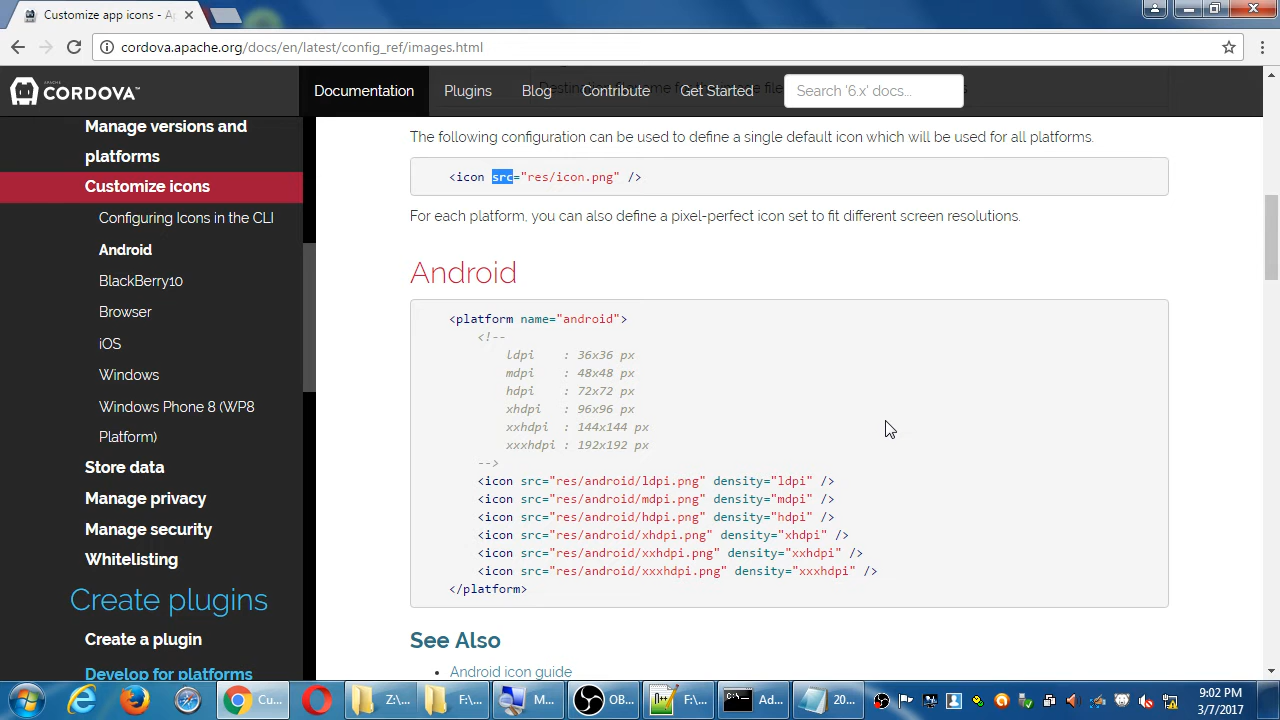 Customize app icons - A
cordova.apache.org/docs/en/latest/config_ref/images.html
APACHE
CORDOVA™
Documentation
Plugins
Blog
Contribute
Get Started
Search '6.x' docs...
Manage versions and
platforms
Customize icons
Configuring Icons in the CLI
Android
BlackBerry10
Browser
iOS
Windows
Windows Phone 8 (WP8
Platform)
Store data
Manage privacy
Manage security
Whitelisting
Create plugins
Create a plugin
Develop for platforms
The following configuration can be used to define a single default icon which will be used for all platforms.
<icon src="res/icon.png" />
For each platform, you can also define a pixel-perfect icon set to fit different screen resolutions.
Android
<platform name="android">
<!--
ldpi : 36x36 px
mdpi : 48x48 px
hdpi : 72x72 px
xhdpi : 96x96 px
xxhdpi : 144x144 px
xxxhdpi : 192x192 px
-->
<icon src="res/android/ldpi.png" density="ldpi" />
<icon src="res/android/mdpi.png" density="mdpi" />
<icon src="res/android/hdpi.png" density="hdpi" />
<icon src="res/android/xhdpi.png" density="xhdpi" />
<icon src="res/android/xxhdpi.png" density="xxhdpi" />
<icon src="res/android/xxxhdpi.png" density="xxxhdpi" />
</platform>
See Also
Android icon guide
Cu...
Z:\...
F:\...
M...
OB...
F:\...
Ad...
20...
9:02 PM
3/7/2017